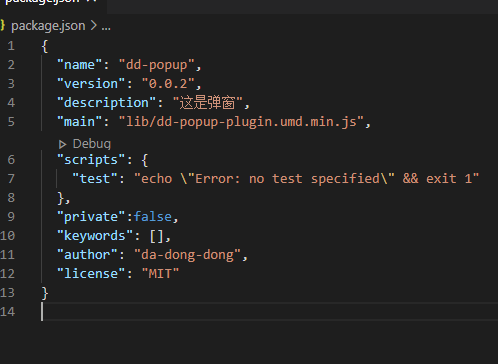 package.json
{} package.json > ...
1 {
2 "name": "dd-popup",
3 "version": "0.0.2",
4 "description": "这是弹窗",
5 "main": "lib/dd-popup-plugin.umd.min.js",
Debug
6 "scripts": {
7 "test": "echo \"Error: no test specified\" && exit 1"
8 },
9 "private":false,
10 "keywords": [],
11 "author": "da-dong-dong",
12 "license": "MIT"
13 }
14